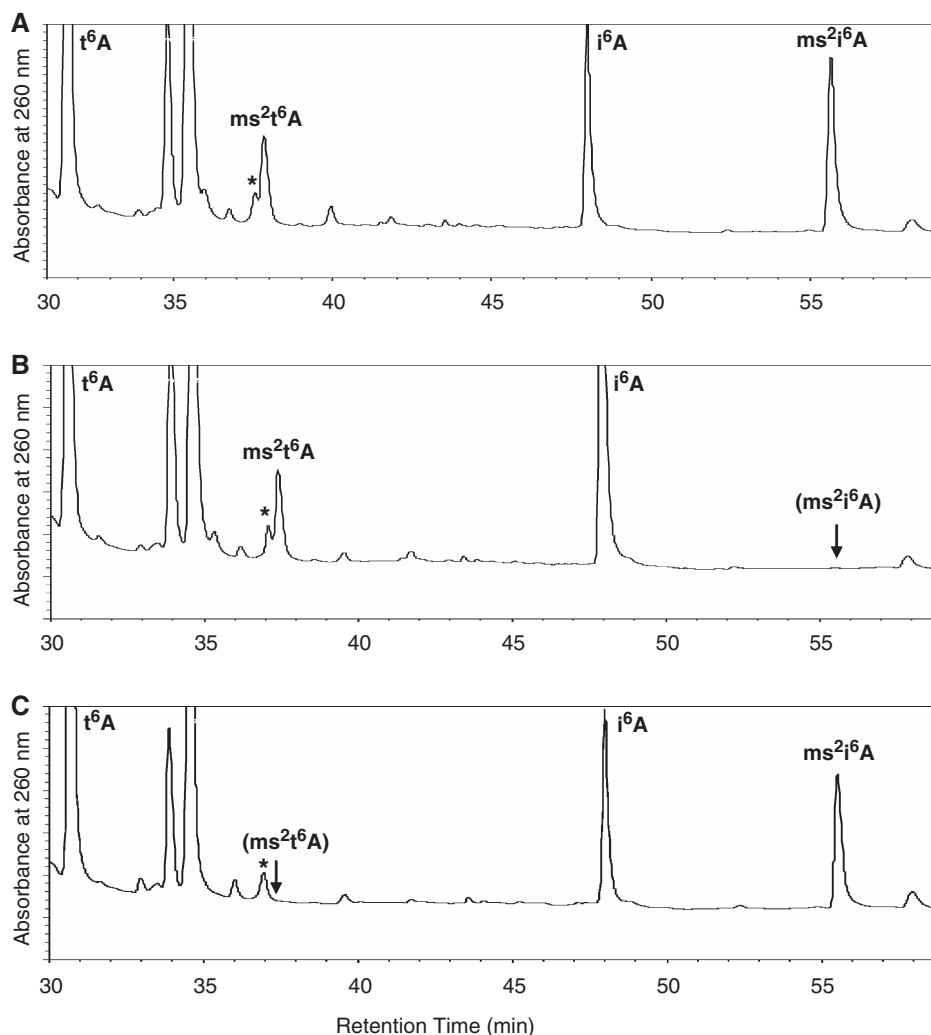 A
t⁶A
ms²t⁶A
*
i⁶A
ms²i⁶A
Absorbance at 260 nm
30 35 40 45 50 55
B
t⁶A
ms²t⁶A
*
i⁶A
(ms²i⁶A)
Absorbance at 260 nm
30 35 40 45 50 55
C
t⁶A
(ms²t⁶A)
*
i⁶A
ms²i⁶A
Absorbance at 260 nm
30 35 40 45 50 55
Retention Time (min)